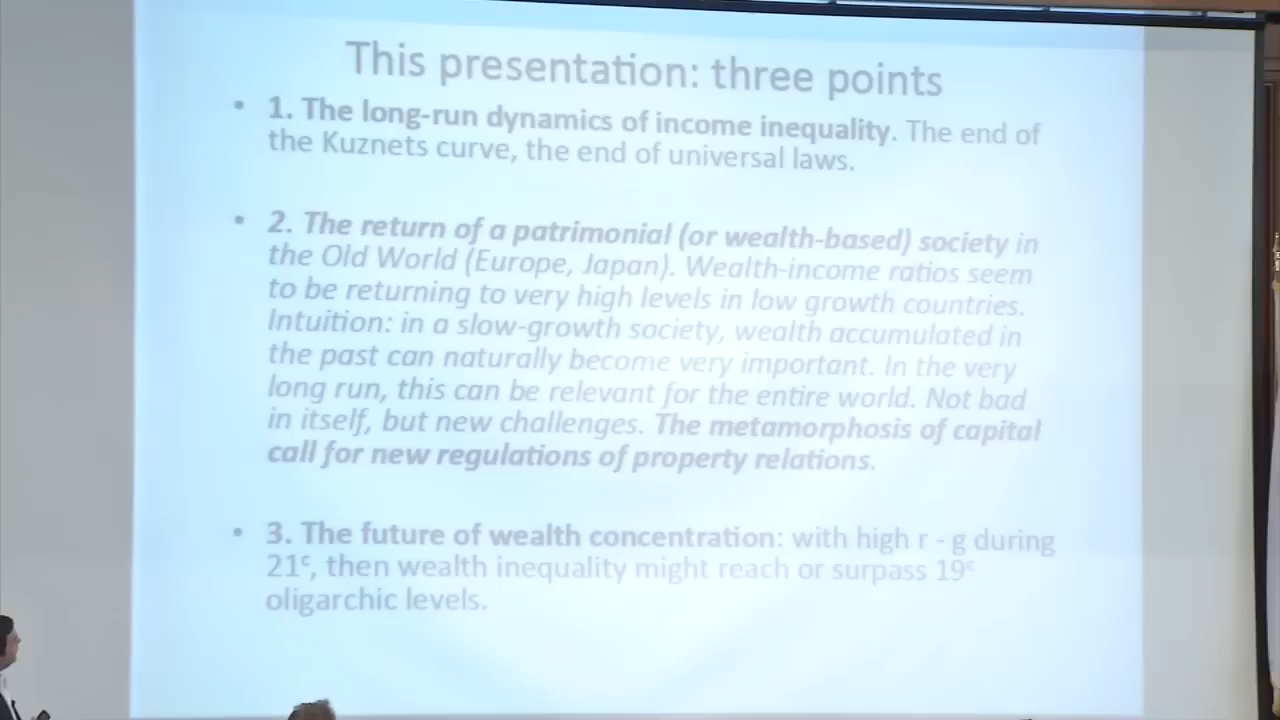 This presentation: three points
• 1. The long-run dynamics of income inequality. The end of
the Kuznets curve, the end of universal laws.
• 2. The return of a patrimonial (or wealth-based) society in
the Old World (Europe, Japan). Wealth-income ratios seem
to be returning to very high levels in low growth countries.
Intuition: in a slow-growth society, wealth accumulated in
the past can naturally become very important. In the very
long run, this can be relevant for the entire world. Not bad
in itself, but new challenges. The metamorphosis of capital
call for new regulations of property relations.
• 3. The future of wealth concentration: with high r - g during
21ᶜ, then wealth inequality might reach or surpass 19ᶜ
oligarchic levels.